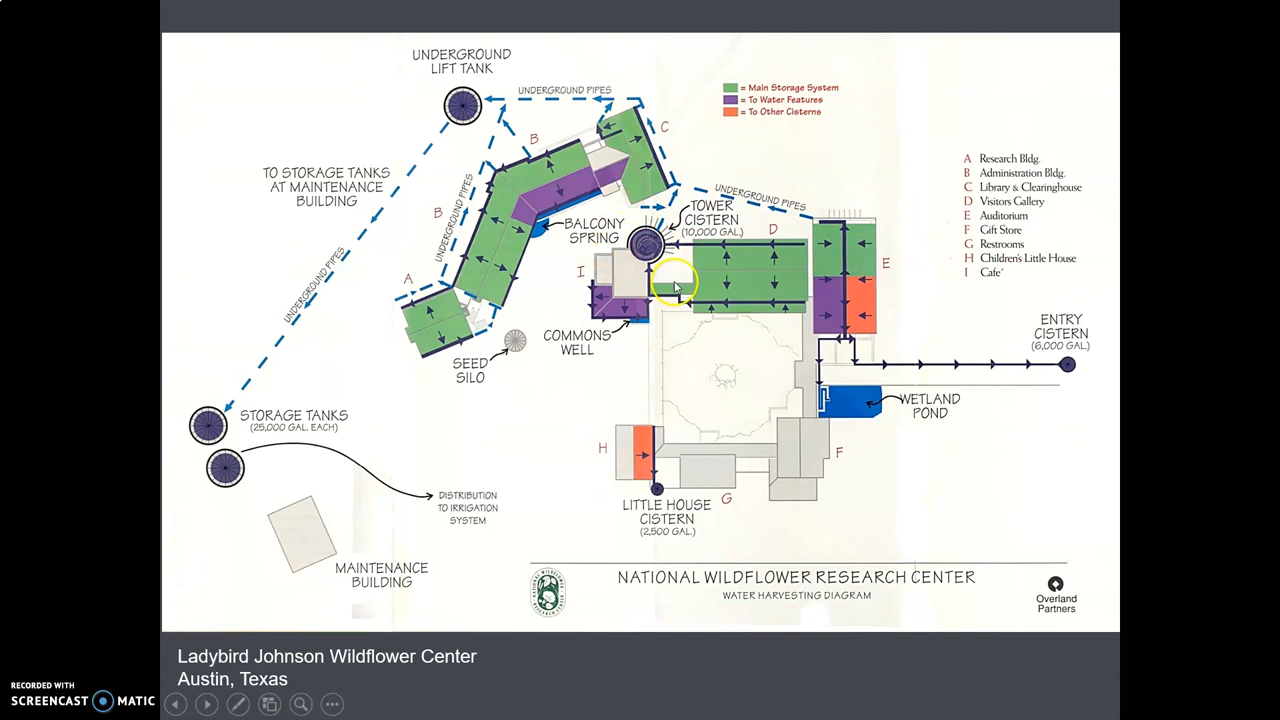 UNDERGROUND
LIFT TANK
UNDERGROUND PIPES
= Main Storage System
= To Water Features
= To Other Cisterns
C
B
A Research Bldg.
B Administration Bldg.
C Library & Clearinghouse
D Visitors Gallery
E Auditorium
F Gift Store
G Restrooms
H Children's Little House
I Cafe'
TO STORAGE TANKS
AT MAINTENANCE
BUILDING
UNDERGROUND PIPES
B
UNDERGROUND PIPES
TOWER
CISTERN
(10,000 GAL.)
BALCONY
SPRING
D
E
I
A
UNDERGROUND PIPES
COMMONS
WELL
SEED
SILO
ENTRY
CISTERN
(6,000 GAL.)
WETLAND
POND
STORAGE TANKS
(25,000 GAL. EACH)
H
F
G
DISTRIBUTION
TO IRRIGATION
SYSTEM
LITTLE HOUSE
CISTERN
(2,500 GAL.)
MAINTENANCE
BUILDING
NATIONAL WILDFLOWER RESEARCH CENTER
WATER HARVESTING DIAGRAM
Overland
Partners
Ladybird Johnson Wildflower Center
Austin, Texas
RECORDED WITH
SCREENCAST MATIC